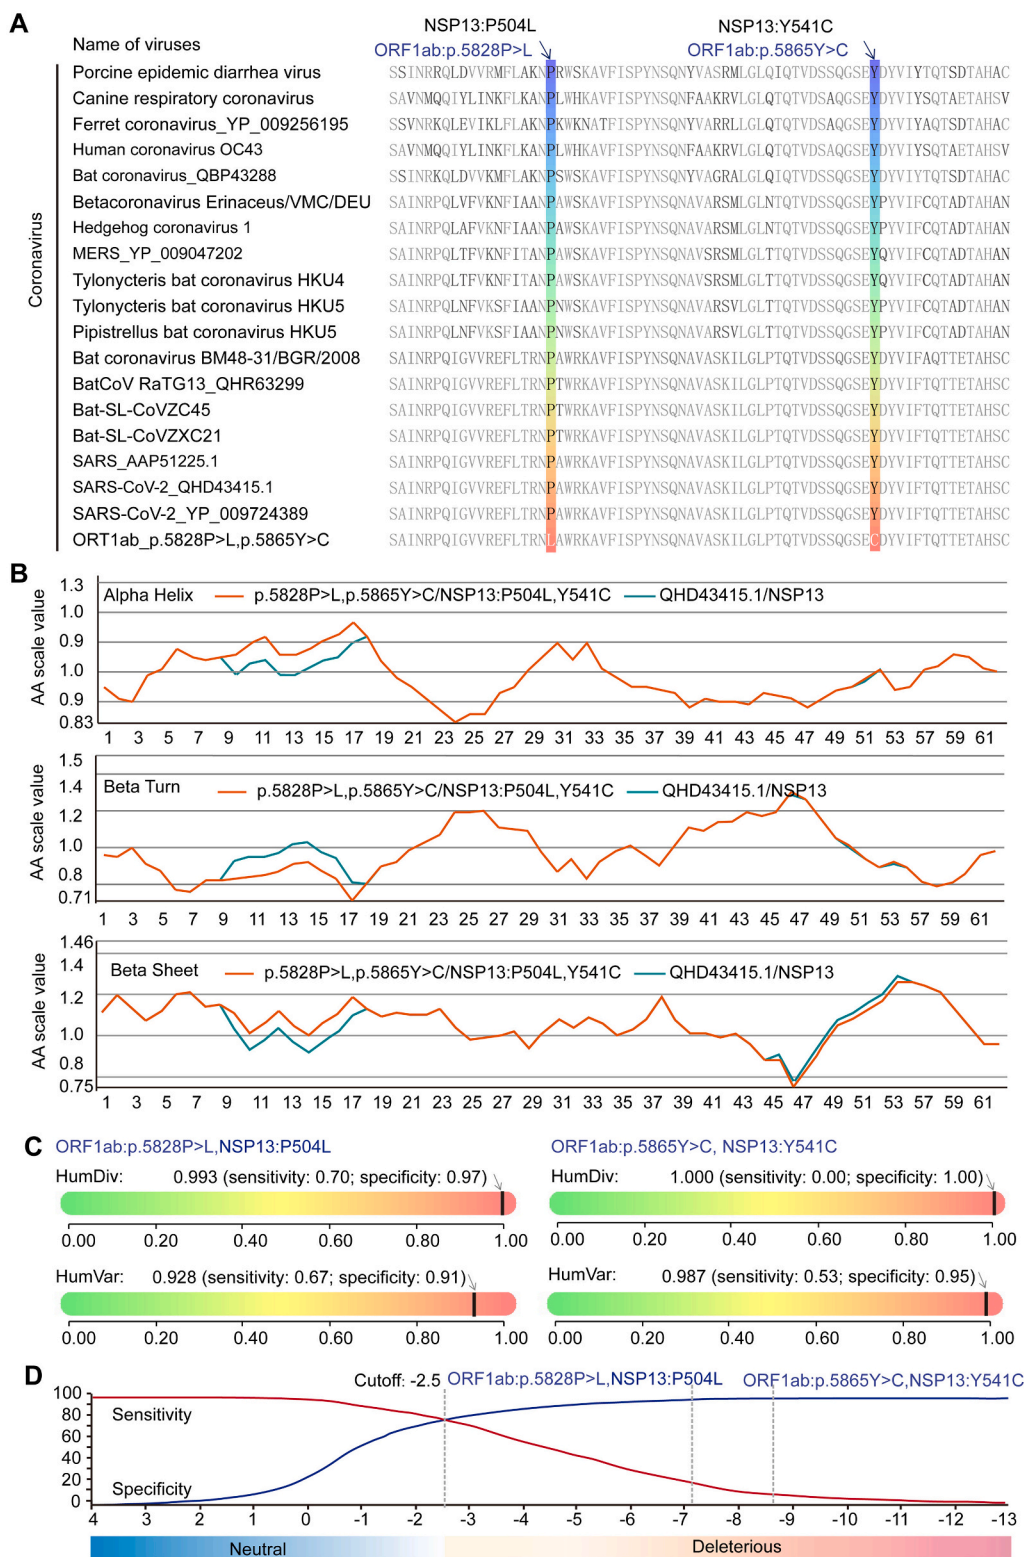 A
NSP13:P504L
NSP13:Y541C
Name of viruses
ORF1ab:p.5828P>L
ORF1ab:p.5865Y>C
Coronavirus
Porcine epidemic diarrhea virus SSINRRQLDVVRMFLAKNPRWSKAVFISPYNSQNYVASRMLGLQIQTVDSSQGSEYDYVIYTQTSDTAHAC
Canine respiratory coronavirus SAVNMQQIYLINKFLKANPLWHKAVFISPYNSQNFAAKRVLGLQTQTVDSAQGSEYDYVIYSQTAETAHSV
Ferret coronavirus_YP_009256195 SSVNRKQLEVIKLFLAKNPKWKNATFISPYNSQNYVARRLLGLQTQTVDSAQGSEYDYVIYAQTSDTAHAC
Human coronavirus OC43 SAVNMQQIYLINKFLKANPLWHKAVFISPYNSQNFAAKRVLGLQTQTVDSAQGSEYDYVIYSQTAETAHSV
Bat coronavirus_QBP43288 SSINRKQLDVVKMFLAKNPSWSKAVFISPYNSQNYVAGRALGLQIQTVDSSQGSEYDYVIYTQTSDTAHAC
Betacoronavirus Erinaceus/VMC/DEU SAINRPQLVFVKNFIAANPAWSKAVFISPYNSQNAVARSMLGLNTQTVDSSQGSEYPYVIFCQTADTAHAN
Hedgehog coronavirus 1 SAINRPQLAFVKNFIAANPAWSKAVFISPYNSQNAVARSMLGLNTQTVDSSQGSEYPYVIFCQTADTAHAN
MERS_YP_009047202 SAINRPQLTFVKNFITANPAWSKAVFISPYNSQNAVSRSMLGLTTQTVDSSQGSEYQYVIFCQTADTAHAN
Tylonycteris bat coronavirus HKU4 SAINRPQLTFVKNFITANPAWSKAVFISPYNSQNAVSRSMLGLTTQTVDSSQGSEYQYVIFCQTADTAHAN
Tylonycteris bat coronavirus HKU5 SAINRPQLNFVKSFIAANPNWSKAVFISPYNSQNAVARSVLGLTTQTVDSSQGSEYPYVIFCQTADTAHAN
Pipistrellus bat coronavirus HKU5 SAINRPQLNFVKSFIAANPNWSKAVFISPYNSQNAVARSVLGLTTQTVDSSQGSEYPYVIFCQTADTAHAN
Bat coronavirus BM48-31/BGR/2008 SAINRPQIGVVREFLTRNPAWRKAVFISPYNSQNAVASKILGLPTQTVDSSQGSEYDYVIFAQTTETAHSC
BatCoV RaTG13_QHR63299 SAINRPQIGVVREFLTRNPTWRKAVFISPYNSQNAVASKILGLPTQTVDSSQGSEYDYVIFTQTTETAHSC
Bat-SL-CoVZC45 SAINRPQIGVVREFLTRNPTWRKAVFISPYNSQNAVASKILGLPTQTVDSSQGSEYDYVIFTQTTETAHSC
Bat-SL-CoVZXC21 SAINRPQIGVVREFLTRNPTWRKAVFISPYNSQNAVASKILGLPTQTVDSSQGSEYDYVIFTQTTETAHSC
SARS_AAP51225.1 SAINRPQIGVVREFLTRNPAWRKAVFISPYNSQNAVASKILGLPTQTVDSSQGSEYDYVIFTQTTETAHSC
SARS-CoV-2_QHD43415.1 SAINRPQIGVVREFLTRNPAWRKAVFISPYNSQNAVASKILGLPTQTVDSSQGSEYDYVIFTQTTETAHSC
SARS-CoV-2_YP_009724389 SAINRPQIGVVREFLTRNPAWRKAVFISPYNSQNAVASKILGLPTQTVDSSQGSEYDYVIFTQTTETAHSC
ORT1ab_p.5828P>L,p.5865Y>C SAINRPQIGVVREFLTRNLAWRKAVFISPYNSQNAVASKILGLPTQTVDSSQGSECDYVIFTQTTETAHSC
B
AA scale value
1.3
1.0
0.9
1.0
0.9
0.83
Alpha Helix p.5828P>L,p.5865Y>C/NSP13:P504L,Y541C QHD43415.1/NSP13
1 3 5 7 9 11 13 15 17 19 21 23 25 27 29 31 33 35 37 39 41 43 45 47 49 51 53 57 59 61
AA scale value
1.5
1.4
1.2
1.0
0.8
0.71
Beta Turn p.5828P>L,p.5865Y>C/NSP13:P504L,Y541C QHD43415.1/NSP13
1 3 5 7 9 11 13 15 17 19 21 23 25 27 29 31 33 35 37 39 41 43 45 47 49 51 53 57 59 61
AA scale value
1.46
1.4
1.2
1.0
0.8
0.75
Beta Sheet p.5828P>L,p.5865Y>C/NSP13:P504L,Y541C QHD43415.1/NSP13
1 3 5 7 9 11 13 15 17 19 21 23 25 27 29 31 33 35 37 39 41 43 45 47 49 51 53 57 59 61
C
ORF1ab:p.5828P>L,NSP13:P504L
HumDiv: 0.993 (sensitivity: 0.70; specificity: 0.97)
0.00 0.20 0.40 0.60 0.80 1.00
HumVar: 0.928 (sensitivity: 0.67; specificity: 0.91)
0.00 0.20 0.40 0.60 0.80 1.00
ORF1ab:p.5865Y>C, NSP13:Y541C
HumDiv: 1.000 (sensitivity: 0.00; specificity: 1.00)
0.00 0.20 0.40 0.60 0.80 1.00
HumVar: 0.987 (sensitivity: 0.53; specificity: 0.95)
0.00 0.20 0.40 0.60 0.80 1.00
D
Cutoff: -2.5 ORF1ab:p.5828P>L,NSP13:P504L ORF1ab:p.5865Y>C,NSP13:Y541C
100
80
60
40
20
0
Sensitivity
Specificity
4 3 2 1 0 -1 -2 -3 -4 -5 -6 -7 -8 -9 -10 -11 -12 -13
Neutral Deleterious